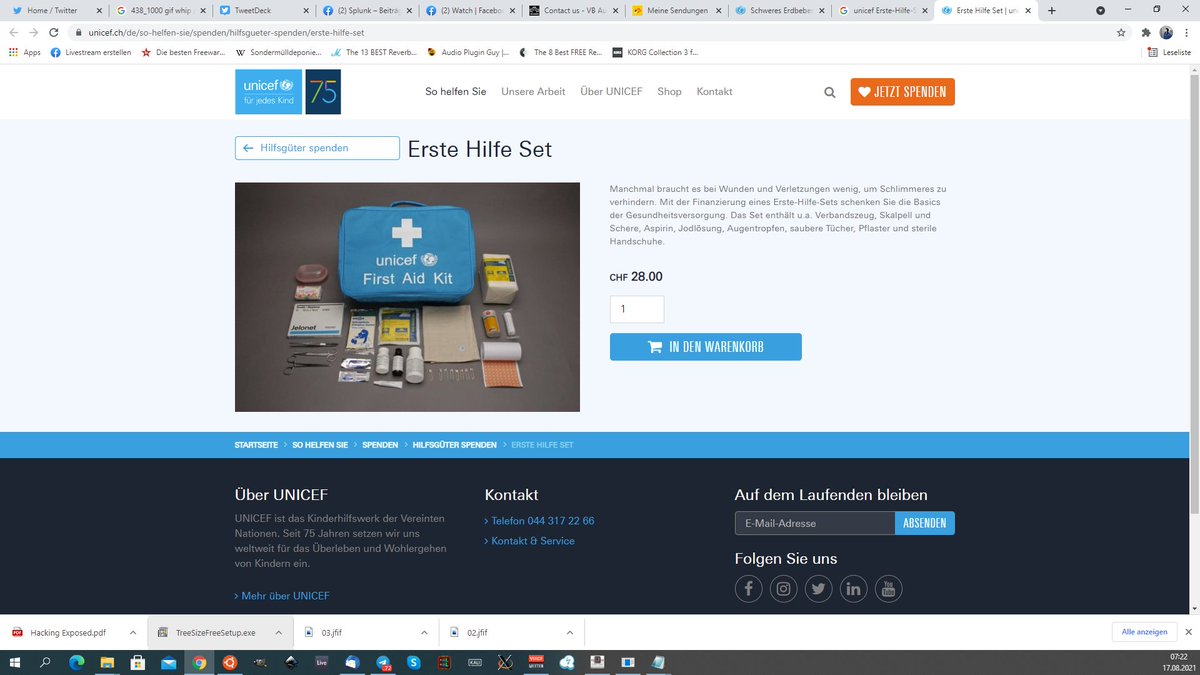 Home / Twitter
438_1000 gif whip
TweetDeck
(2) Splunk – Beiträg
(2) Watch | Facebo
Contact us - VB Au
Meine Sendungen
Schweres Erdbebe
unicef Erste-Hilfe-S
Erste Hilfe Set | un
unicef.ch/de/so-helfen-sie/spenden/hilfsgueter-spenden/erste-hilfe-set
Apps
Livestream erstellen
Die besten Freewar...
Sondermülldeponie...
The 13 BEST Reverb...
Audio Plugin Guy |...
The 8 Best FREE Re...
KORG Collection 3 f...
Leseliste
unicef
für jedes Kind
75
So helfen Sie
Unsere Arbeit
Über UNICEF
Shop
Kontakt
JETZT SPENDEN
Hilfsgüter spenden
Erste Hilfe Set
unicef
First Aid Kit
Jelonet
Manchmal braucht es bei Wunden und Verletzungen wenig, um Schlimmeres zu
verhindern. Mit der Finanzierung eines Erste-Hilfe-Sets schenken Sie die Basics
der Gesundheitsversorgung. Das Set enthält u.a. Verbandszeug, Skalpell und
Schere, Aspirin, Jodlösung, Augentropfen, saubere Tücher, Pflaster und sterile
Handschuhe.
CHF 28.00
1
IN DEN WARENKORB
STARTSEITE > SO HELFEN SIE > SPENDEN > HILFSGÜTER SPENDEN > ERSTE HILFE SET
Über UNICEF
UNICEF ist das Kinderhilfswerk der Vereinten
Nationen. Seit 75 Jahren setzen wir uns
weltweit für das Überleben und Wohlergehen
von Kindern ein.
> Mehr über UNICEF
Kontakt
> Telefon 044 317 22 66
> Kontakt & Service
Auf dem Laufenden bleiben
E-Mail-Adresse
ABSENDEN
Folgen Sie uns
You Tube
Hacking Exposed.pdf
TreeSizeFreeSetup.exe
03.jfif
02.jfif
Alle anzeigen
Live
07:22
17.08.2021